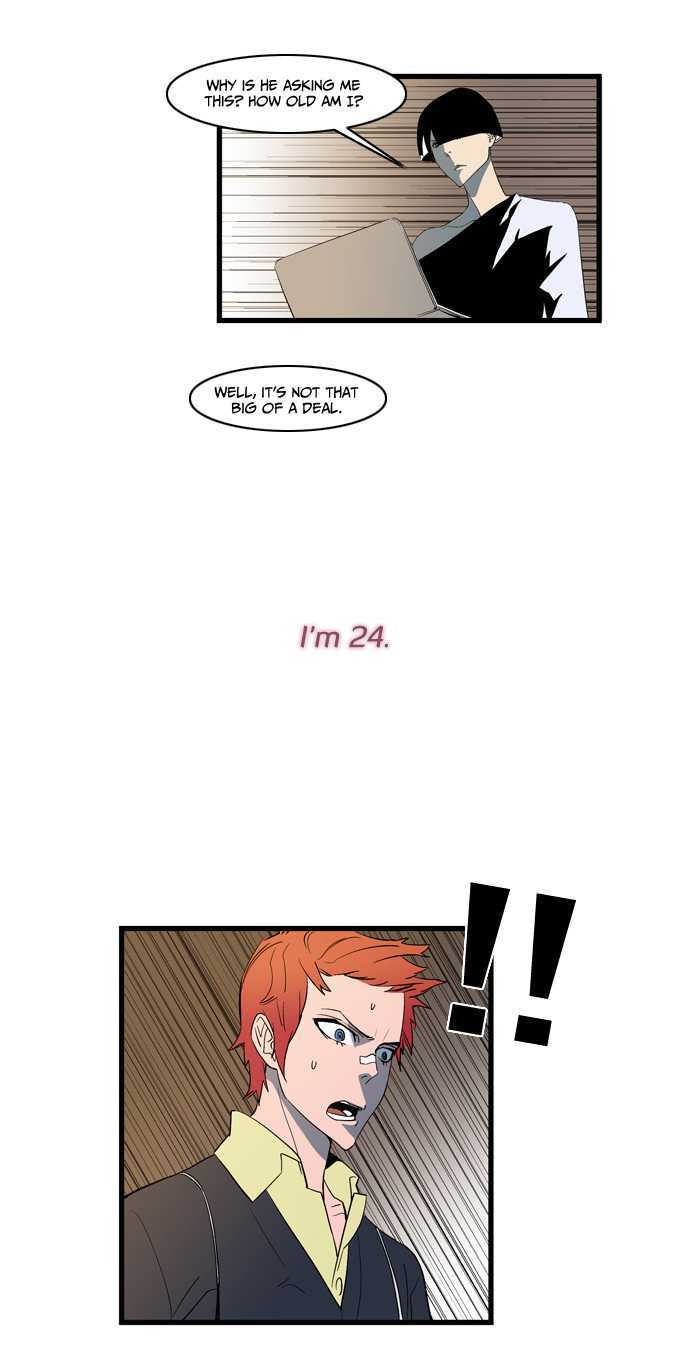 WHY IS HE ASKING ME
THIS? HOW OLD AM I?
WELL, IT'S NOT THAT
BIG OF A DEAL.
I'm 24.
!!